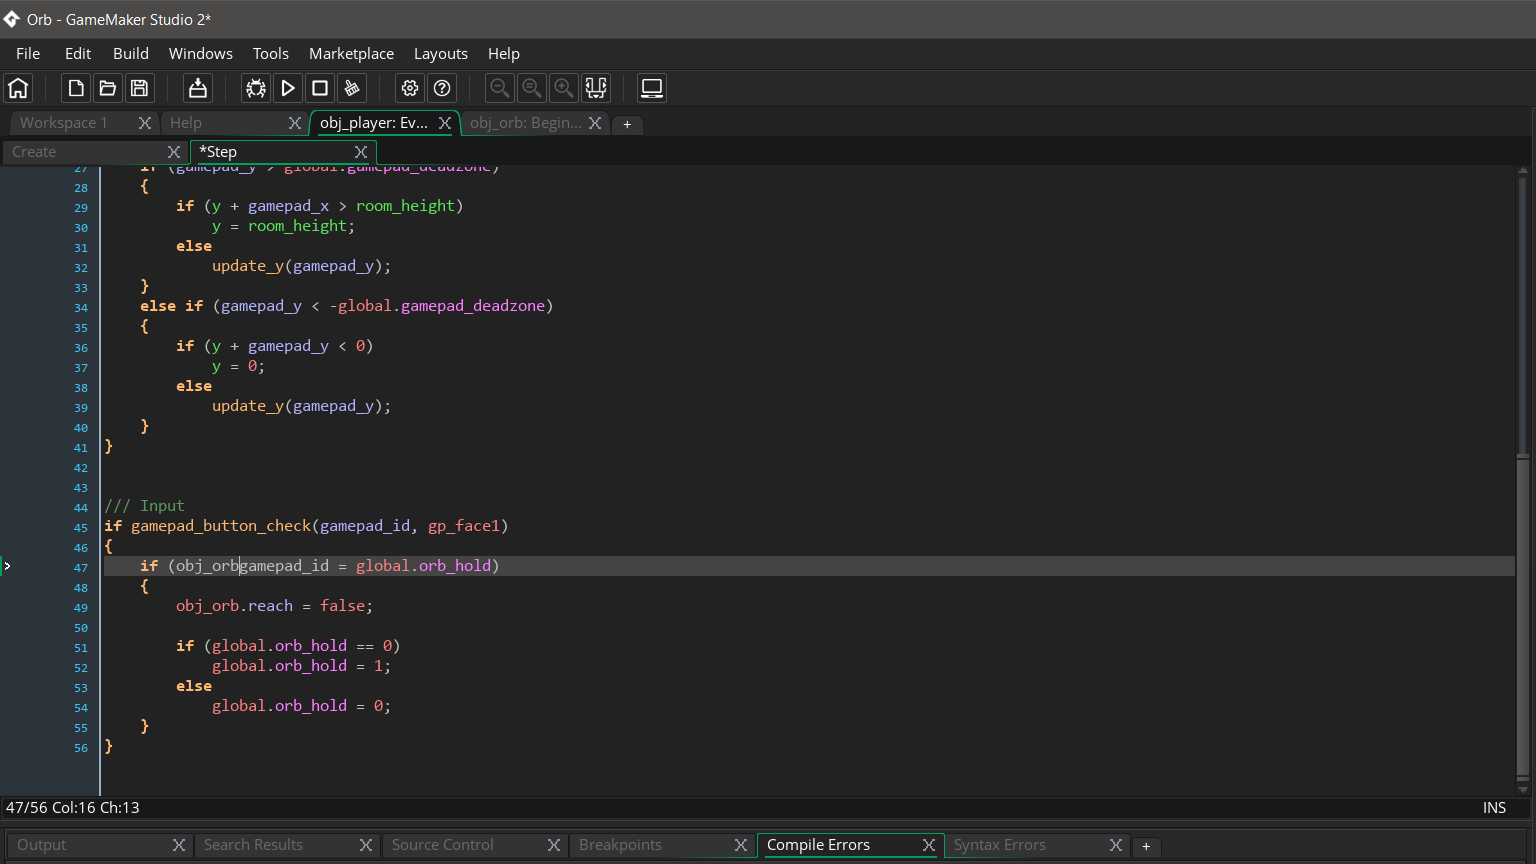 Orb - GameMaker Studio 2*
File Edit Build Windows Tools Marketplace Layouts Help
Workspace 1 X Help X obj_player: Ev... X obj_orb: Begin... X +
Create X *Step X
27 if (gamepad_y > global.gamepad_deadzone)
28 {
29 if (y + gamepad_x > room_height)
30 y = room_height;
31 else
32 update_y(gamepad_y);
33 }
34 else if (gamepad_y < -global.gamepad_deadzone)
35 {
36 if (y + gamepad_y < 0)
37 y = 0;
38 else
39 update_y(gamepad_y);
40 }
41 }
42
43
44 /// Input
45 if gamepad_button_check(gamepad_id, gp_face1)
46 {
47 if (obj_orbgamepad_id = global.orb_hold)
48 {
49 obj_orb.reach = false;
50
51 if (global.orb_hold == 0)
52 global.orb_hold = 1;
53 else
54 global.orb_hold = 0;
55 }
56 }
47/56 Col:16 Ch:13 INS
Output X Search Results X Source Control X Breakpoints X Compile Errors X Syntax Errors X +